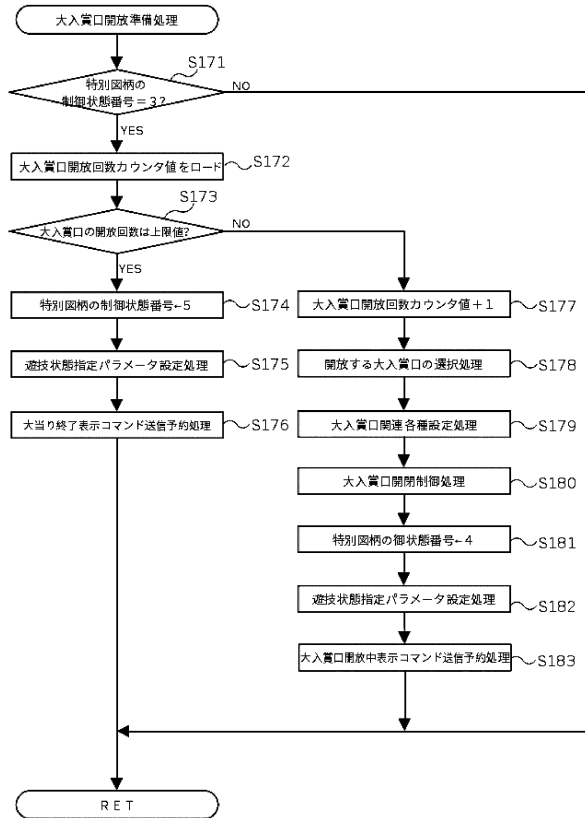 大入賞口開放準備処理
S171
特別図柄の
制御状態番号=3?
NO
YES
大入賞口開放回数カウンタ値をロード
S172
S173
大入賞口の開放回数は上限値?
NO
YES
特別図柄の制御状態番号←5
S174
遊技状態指定パラメータ設定処理
S175
大当り終了表示コマンド送信予約処理
S176
大入賞口開放回数カウンタ値+1
S177
開放する大入賞口の選択処理
S178
大入賞口関連各種設定処理
S179
大入賞口開閉制御処理
S180
特別図柄の御状態番号←4
S181
遊技状態指定パラメータ設定処理
S182
大入賞口開放中表示コマンド送信予約処理
S183
RET